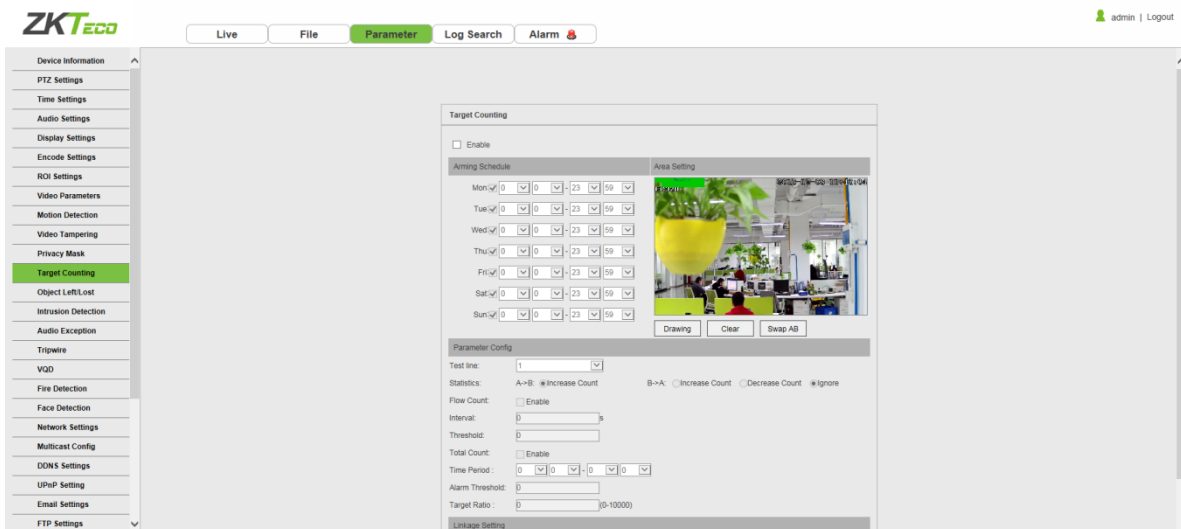 ZKTeco
admin | Logout
Live
File
Parameter
Log Search
Alarm
Device Information
PTZ Settings
Time Settings
Audio Settings
Display Settings
Encode Settings
ROI Settings
Video Parameters
Motion Detection
Video Tampering
Privacy Mask
Target Counting
Object Left/Lost
Intrusion Detection
Audio Exception
Tripwire
VQD
Fire Detection
Face Detection
Network Settings
Multicast Config
DDNS Settings
UPnP Setting
Email Settings
FTP Settings
Target Counting
Enable
Arming Schedule
Area Setting
Mon: 0 0 - 23 59
Tue: 0 0 - 23 59
Wed: 0 0 - 23 59
Thu: 0 0 - 23 59
Fri: 0 0 - 23 59
Sat: 0 0 - 23 59
Sun: 0 0 - 23 59
Drawing
Clear
Swap AB
Parameter Config
Test line: 1
Statistics: A->B: Increase Count B->A: Increase Count Decrease Count Ignore
Flow Count: Enable
Interval: 0 s
Threshold: 0
Total Count: Enable
Time Period : 0 0 - 0 0
Alarm Threshold: 0
Target Ratio : 0 (0-10000)
Linkage Setting